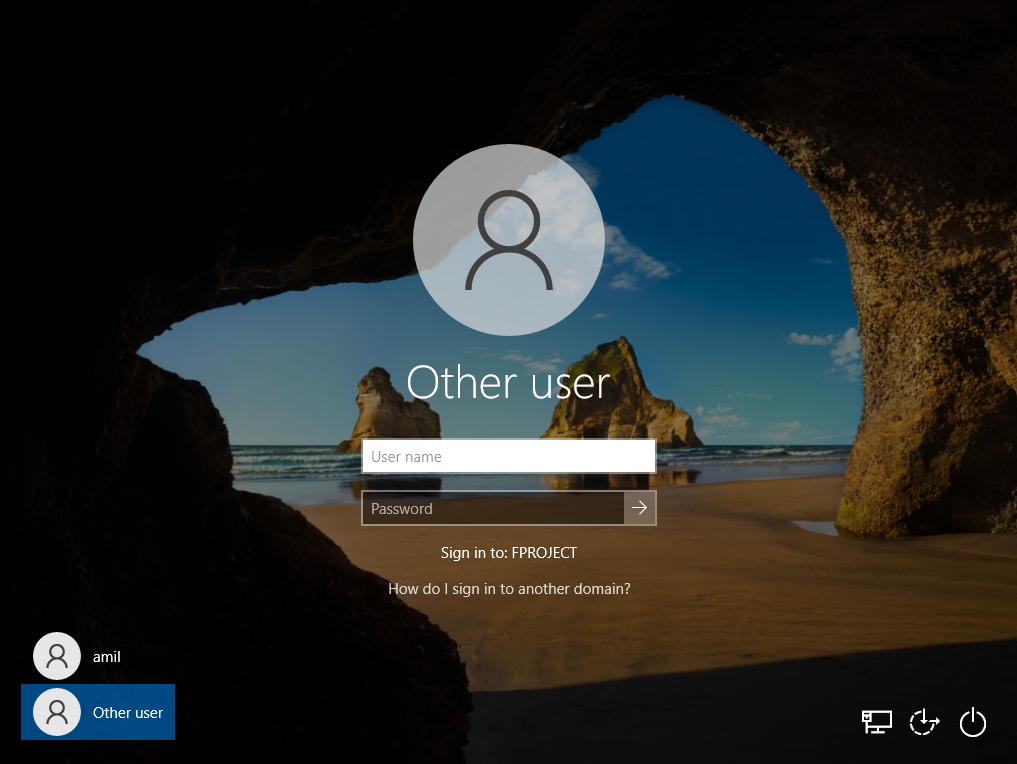 Other user
User name
Password
Sign in to: FPROJECT
How do I sign in to another domain?
amil
Other user